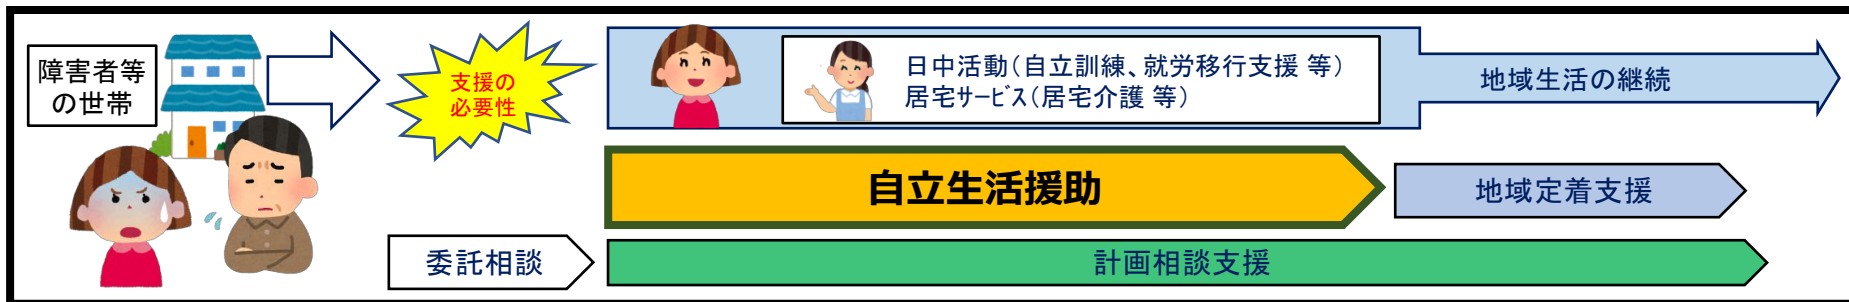 障害者等
の世帯
支援の
必要性
日中活動（自立訓練、就労移行支援 等）
居宅サービス（居宅介護 等）
地域生活の継続
自立生活援助
地域定着支援
委託相談
計画相談支援